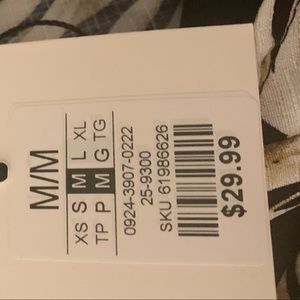 M/M
XS S M L XL
TP P M G TG
0924-3907-0222
25-9300
SKU 61986626
$29.99